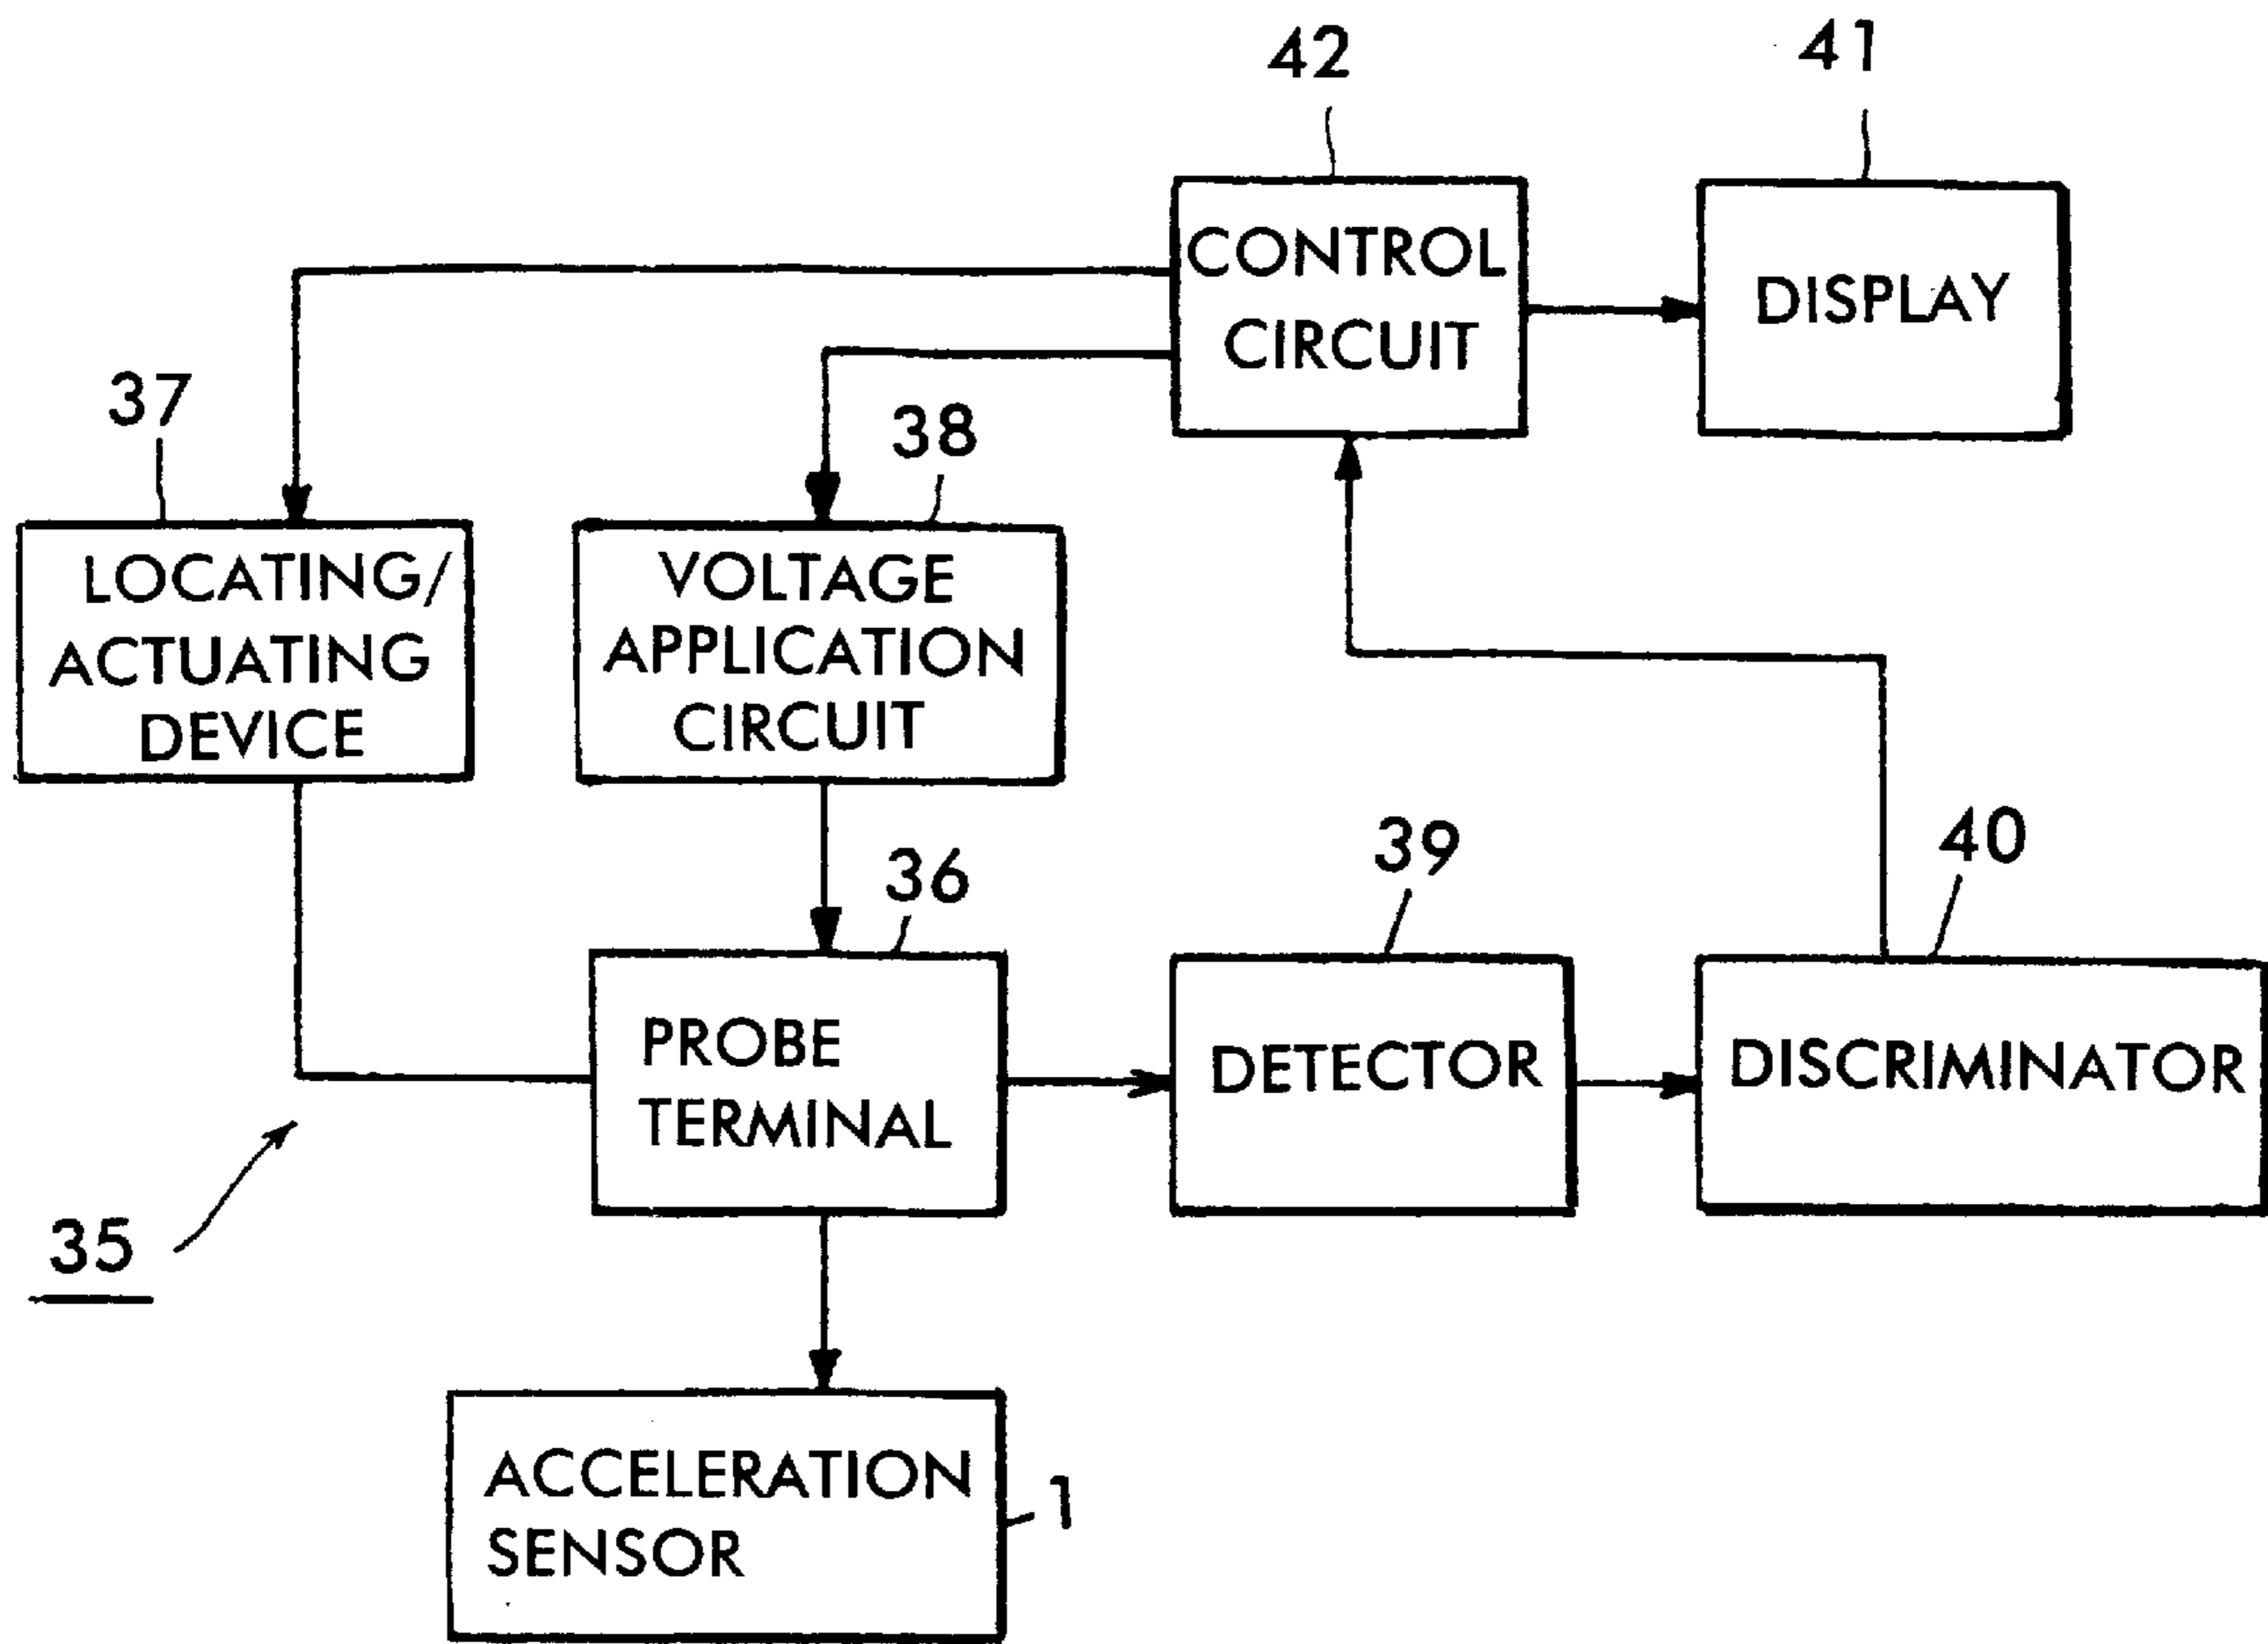 42
41
CONTROL
CIRCUIT
DISPLAY
37
38
LOCATING/
ACTUATING
DEVICE
VOLTAGE
APPLICATION
CIRCUIT
36
39
40
PROBE
TERMINAL
DETECTOR
DISCRIMINATOR
35
ACCELERATION
SENSOR
1